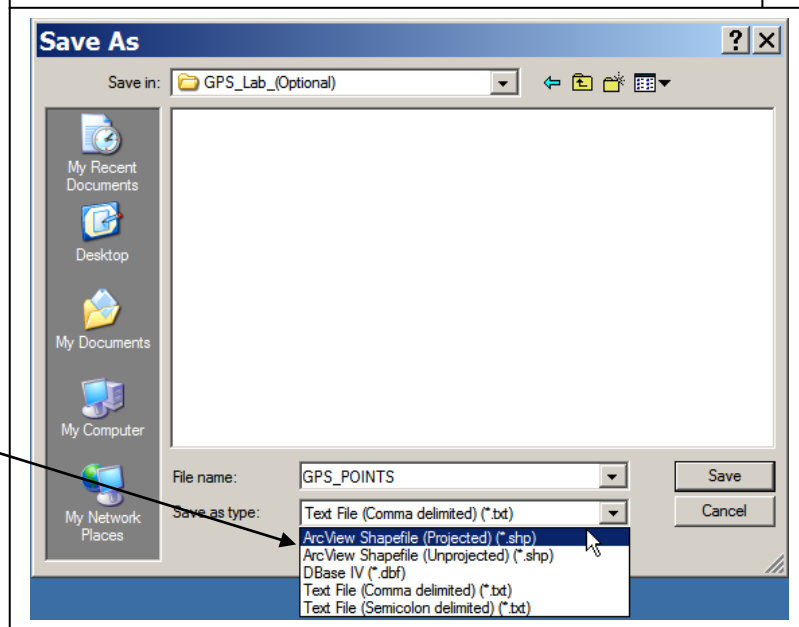 Save As
Save in: GPS_Lab_(Optional)
My Recent
Documents
Desktop
My Documents
My Computer
My Network
Places
File name: GPS_POINTS Save
Save as type: Text File (Comma delimited) (*.txt) Cancel
ArcView Shapefile (Projected) (*.shp)
ArcView Shapefile (Unprojected) (*.shp)
DBase IV (*.dbf)
Text File (Comma delimited) (*.txt)
Text File (Semicolon delimited) (*.txt)